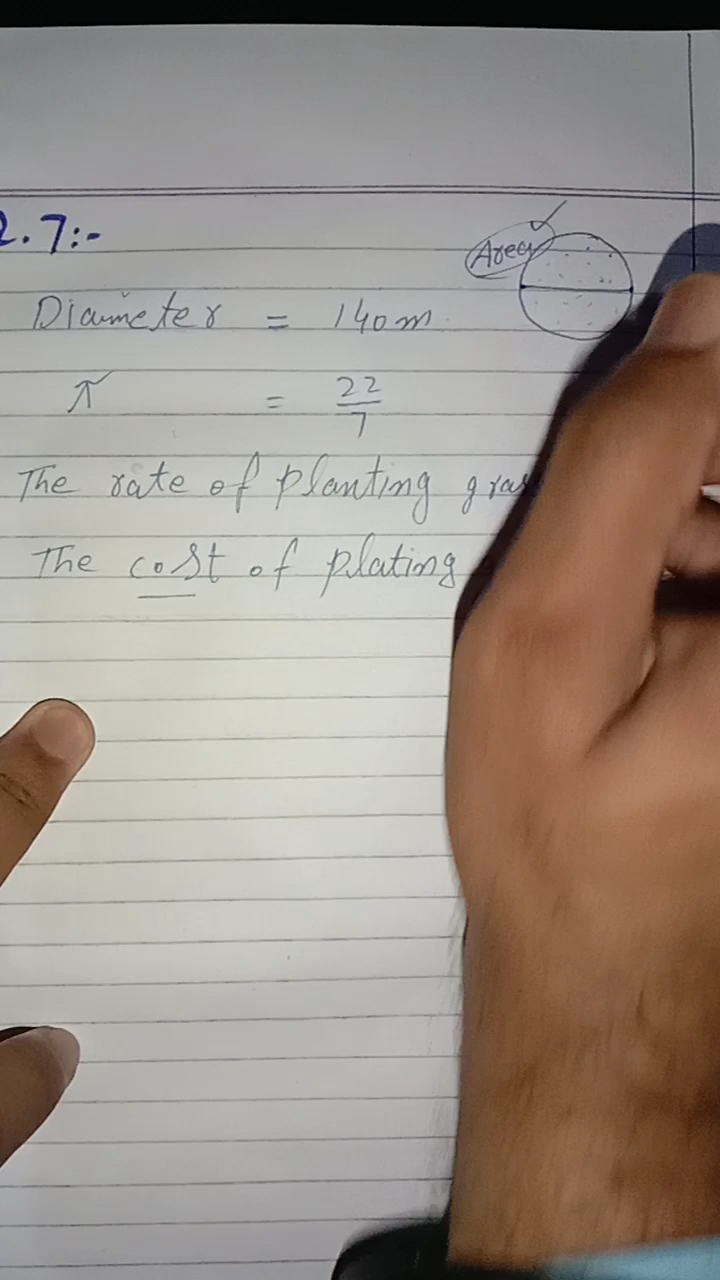 2.7:-
Area
Diameter = 140m
π = 22/7
The rate of planting
The cost of plating